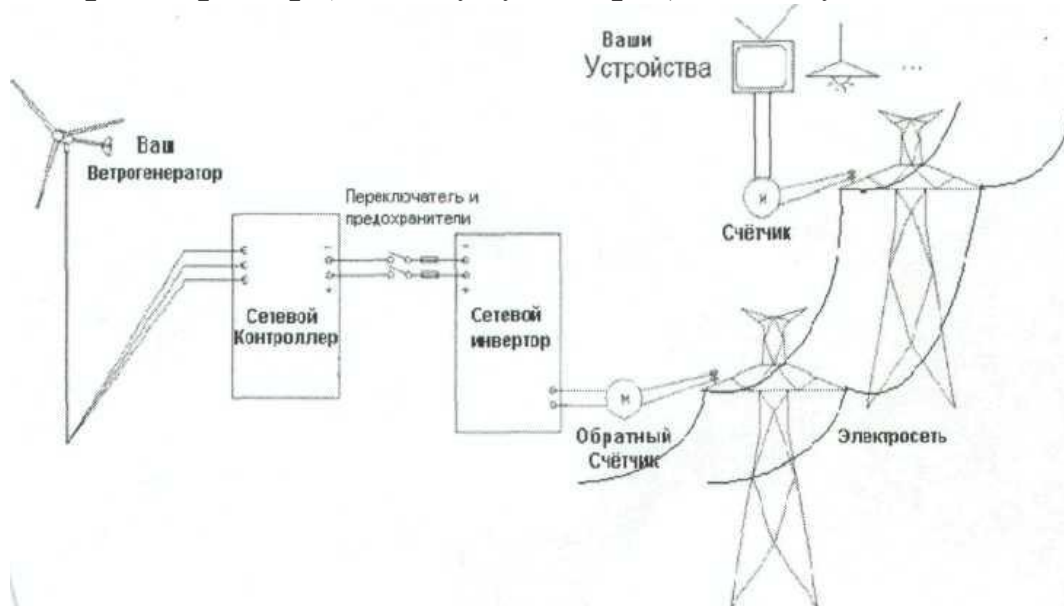 Ваши
Устройства
...
Ваш
Ветрогенератор
Переключатель и
предохранители
И
Счётчик
Сетевой
Контроллер
-
+
Сетевой
инвертор
-
+
М
Обратный
Счётчик
Электросеть